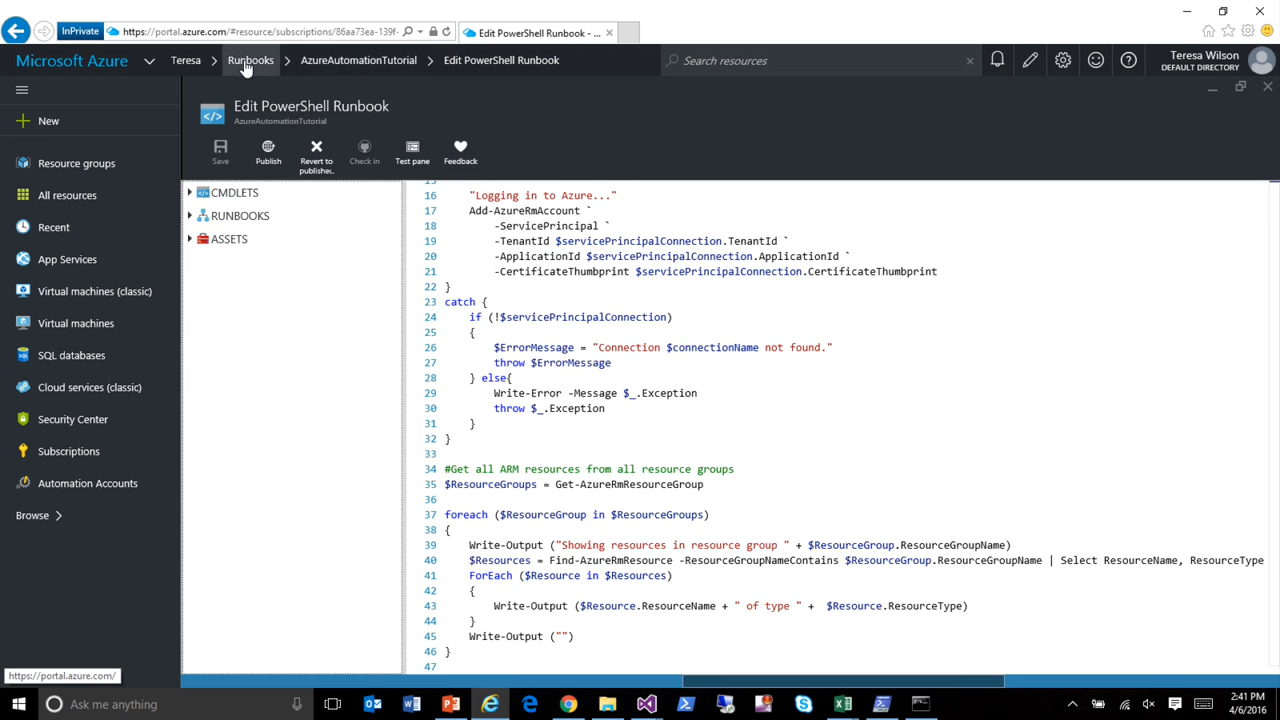 InPrivate
https://portal.azure.com/#resource/subscriptions/86aa73ea-139f-
Edit PowerShell Runbook - ...
Microsoft Azure
Teresa
Runbooks
AzureAutomationTutorial
Edit PowerShell Runbook
Search resources
Teresa Wilson
DEFAULT DIRECTORY
New
Resource groups
All resources
Recent
App Services
Virtual machines (classic)
Virtual machines
SQL databases
Cloud services (classic)
Security Center
Subscriptions
Automation Accounts
Browse
https://portal.azure.com/
Edit PowerShell Runbook
AzureAutomationTutorial
Save
Publish
Revert to
publishe..
Check in
Test pane
Feedback
CMDLETS
RUNBOOKS
ASSETS
15
16 "Logging in to Azure..."
17 Add-AzureRmAccount `
18 -ServicePrincipal `
19 -TenantId $servicePrincipalConnection.TenantId `
20 -ApplicationId $servicePrincipalConnection.ApplicationId `
21 -CertificateThumbprint $servicePrincipalConnection.CertificateThumbprint
22 }
23 catch {
24 if (!$servicePrincipalConnection)
25 {
26 $ErrorMessage = "Connection $connectionName not found."
27 throw $ErrorMessage
28 } else{
29 Write-Error -Message $_.Exception
30 throw $_.Exception
31 }
32 }
33
34 #Get all ARM resources from all resource groups
35 $ResourceGroups = Get-AzureRmResourceGroup
36
37 foreach ($ResourceGroup in $ResourceGroups)
38 {
39 Write-Output ("Showing resources in resource group " + $ResourceGroup.ResourceGroupName)
40 $Resources = Find-AzureRmResource -ResourceGroupNameContains $ResourceGroup.ResourceGroupName | Select ResourceName, ResourceType
41 ForEach ($Resource in $Resources)
42 {
43 Write-Output ($Resource.ResourceName + " of type " +  $Resource.ResourceType)
44 }
45 Write-Output ("")
46 }
47
Ask me anything
2:41 PM
4/6/2016